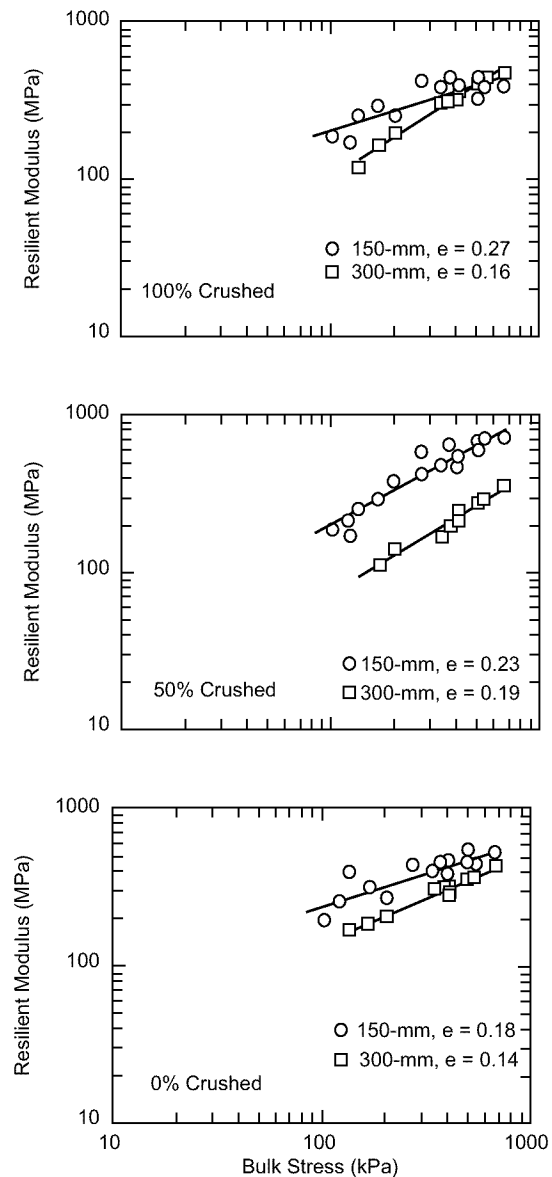 1000
100
10
Resilient Modulus (MPa)
150-mm, e = 0.27
300-mm, e = 0.16
100% Crushed
1000
100
10
Resilient Modulus (MPa)
150-mm, e = 0.23
300-mm, e = 0.19
50% Crushed
1000
100
10
Resilient Modulus (MPa)
150-mm, e = 0.18
300-mm, e = 0.14
0% Crushed
10 100 1000
Bulk Stress (kPa)